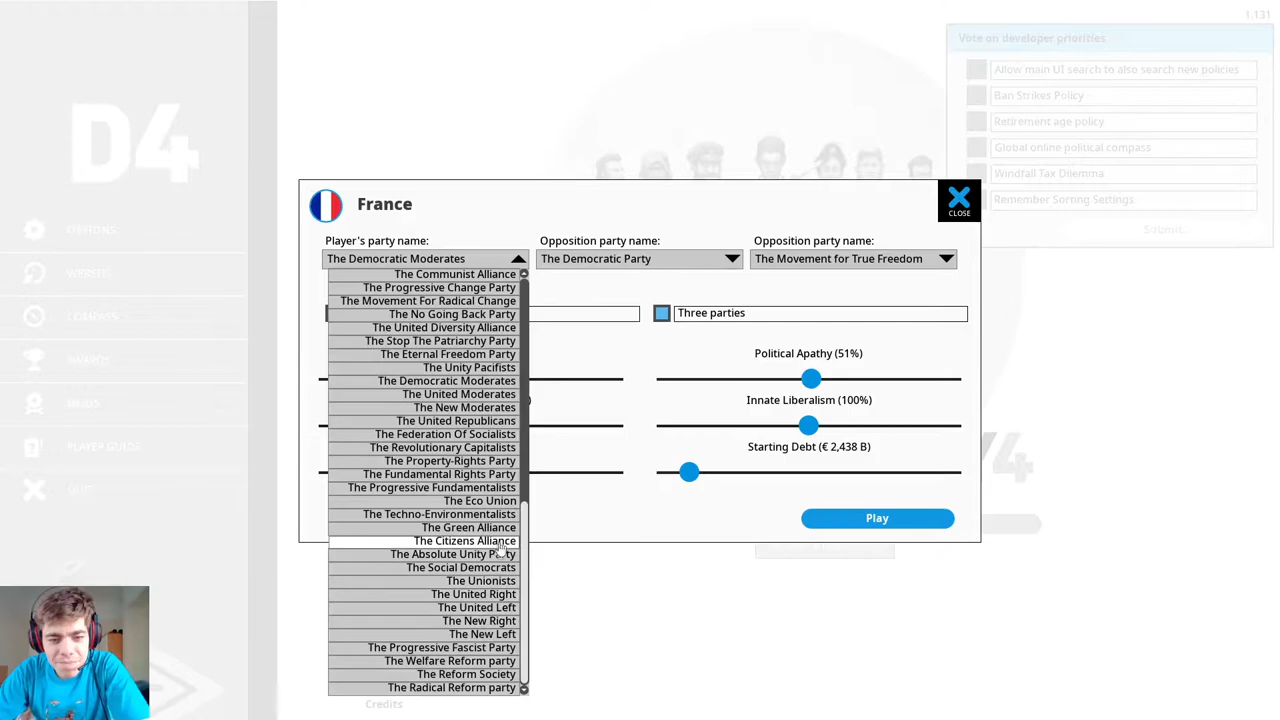 1.131
Vote on developer priorities
Allow main UI search to also search new policies
Ban Strikes Policy
Retirement age policy
Global online political compass
Windfall Tax Dilemma
Remember Sorting Settings
Submit
D4
OPTIONS
WEBSITE
COMPASS
AWARDS
MODS
PLAYER GUIDE
QUIT
France
CLOSE
Player's party name:
Opposition party name:
Opposition party name:
The Democratic Moderates
The Democratic Party
The Movement for True Freedom
The Communist Alliance
The Progressive Change Party
The Movement For Radical Change
The No Going Back Party
The United Diversity Alliance
The Stop The Patriarchy Party
The Eternal Freedom Party
The Unity Pacifists
The Democratic Moderates
The United Moderates
The New Moderates
The United Republicans
The Federation Of Socialists
The Revolutionary Capitalists
The Property-Rights Party
The Fundamental Rights Party
The Progressive Fundamentalists
The Eco Union
The Techno-Environmentalists
The Green Alliance
The Citizens Alliance
The Absolute Unity Party
The Social Democrats
The Unionists
The United Right
The United Left
The New Right
The New Left
The Progressive Fascist Party
The Welfare Reform party
The Reform Society
The Radical Reform party
Three parties
Political Apathy (51%)
Innate Liberalism (100%)
Starting Debt (€ 2,438 B)
Play
Credits